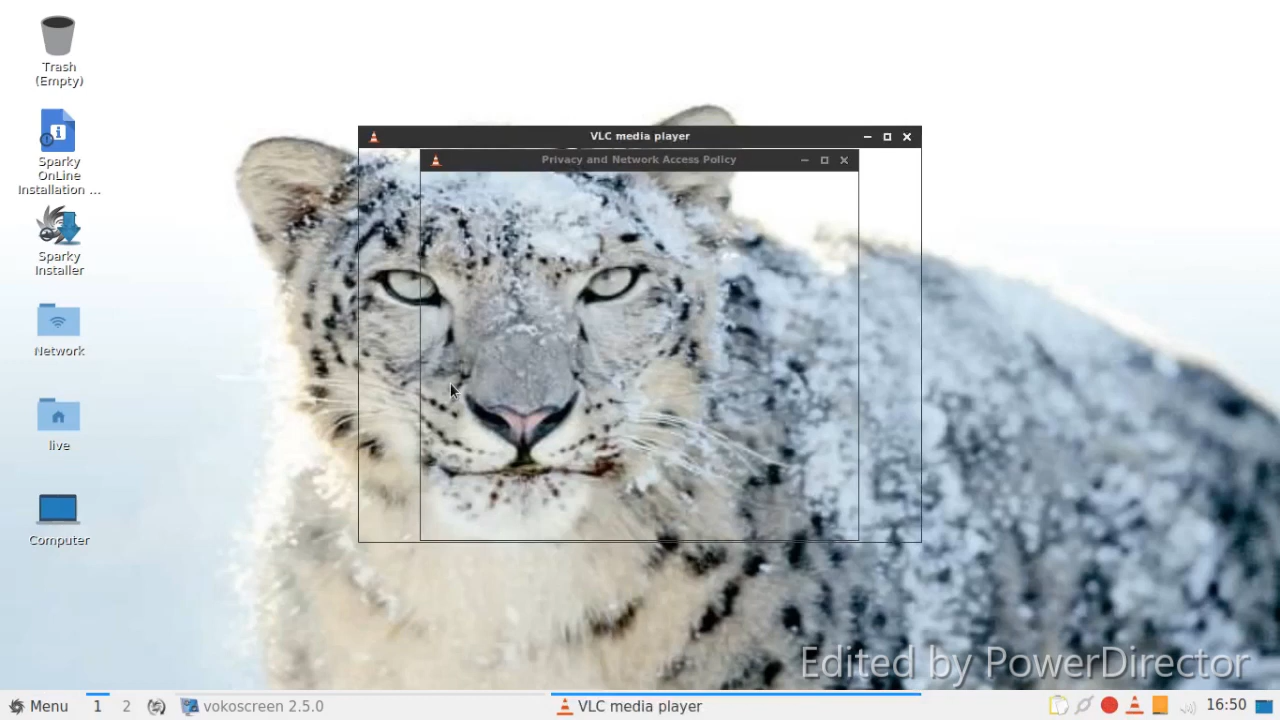 Trash
(Empty)
Sparky
OnLine
Installation ...
Sparky
Installer
Network
live
Computer
VLC media player
Privacy and Network Access Policy
Edited by PowerDirector
Menu
1
2
vokoscreen 2.5.0
VLC media player
16:50